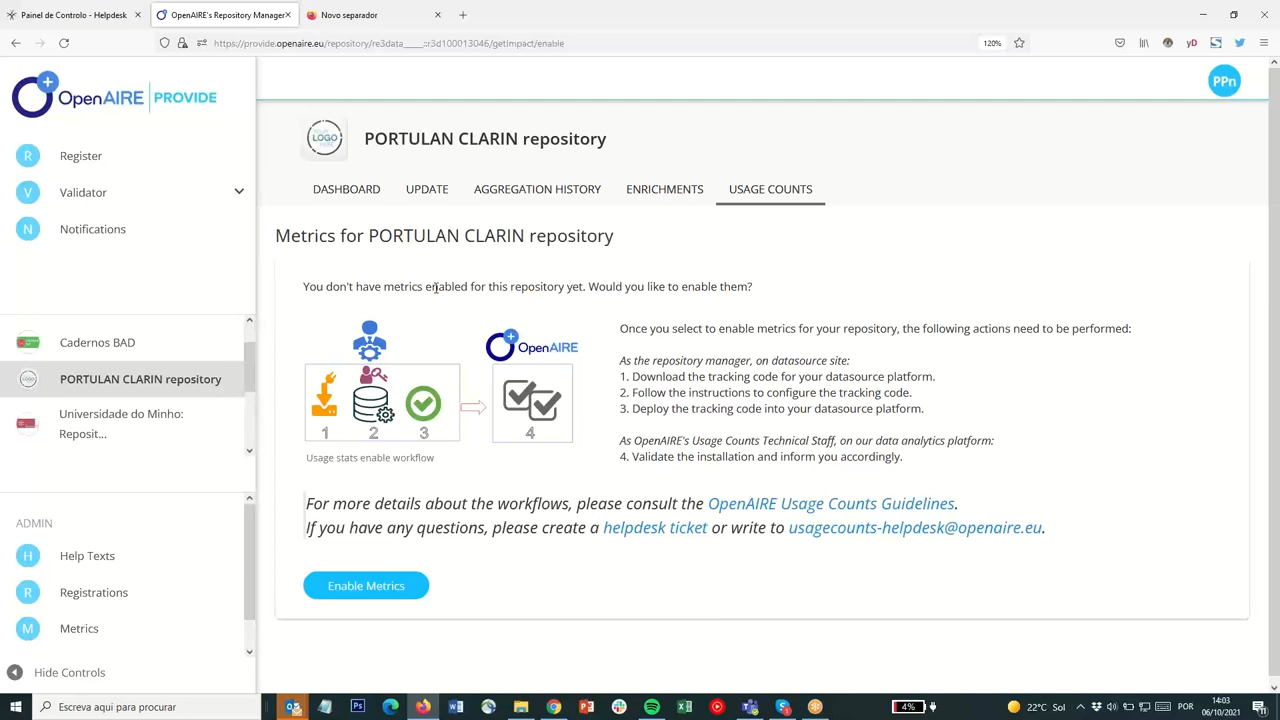 Painel de Controlo - Helpdesk
OpenAIRE's Repository Manager
Novo separador
https://provide.openaire.eu/repository/re3data_____::r3d100013046/getImpact/enable
120%
OpenAIRE PROVIDE
PPn
R Register
V Validator
N Notifications
Cadernos BAD
LOGO PORTULAN CLARIN repository
Universidade do Minho:
Reposit...
ADMIN
H Help Texts
R Registrations
M Metrics
Hide Controls
LOGO
PORTULAN CLARIN repository
DASHBOARD UPDATE AGGREGATION HISTORY ENRICHMENTS USAGE COUNTS
Metrics for PORTULAN CLARIN repository
You don't have metrics enabled for this repository yet. Would you like to enable them?
OpenAIRE
1 2 3 4
Usage stats enable workflow
Once you select to enable metrics for your repository, the following actions need to be performed:
As the repository manager, on datasource site:
1. Download the tracking code for your datasource platform.
2. Follow the instructions to configure the tracking code.
3. Deploy the tracking code into your datasource platform.
As OpenAIRE's Usage Counts Technical Staff, on our data analytics platform:
4. Validate the installation and inform you accordingly.
For more details about the workflows, please consult the OpenAIRE Usage Counts Guidelines.
If you have any questions, please create a helpdesk ticket or write to usagecounts-helpdesk@openaire.eu.
Enable Metrics
Escreva aqui para procurar
4%
22°C Sol
POR
14:03
06/10/2021